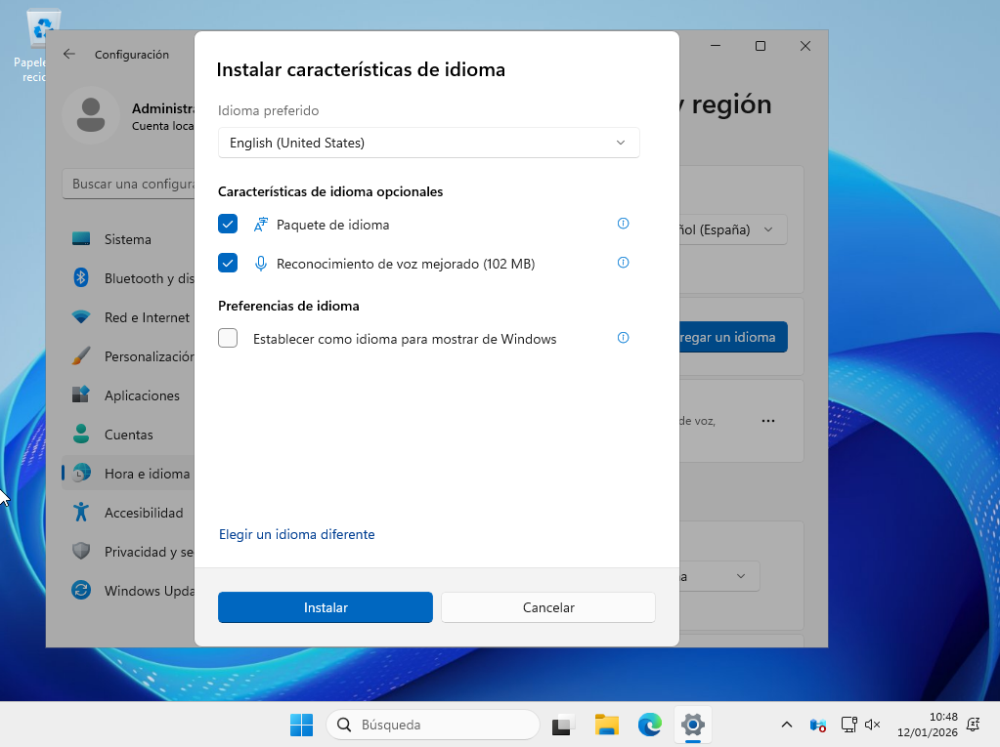 Configuración
Instalar características de idioma
Idioma preferido
English (United States)
Características de idioma opcionales
Paquete de idioma
Reconocimiento de voz mejorado (102 MB)
Preferencias de idioma
Establecer como idioma para mostrar de Windows
Elegir un idioma diferente
Instalar
Cancelar
y región
ñol (España)
regar un idioma
de voz,
Papele
recic
Administra
Cuenta loca
Buscar una configura
Sistema
Bluetooth y dis
Red e Internet
Personalización
Aplicaciones
Cuentas
Hora e idioma
Accesibilidad
Privacidad y se
Windows Upda
Búsqueda
10:48
12/01/2026